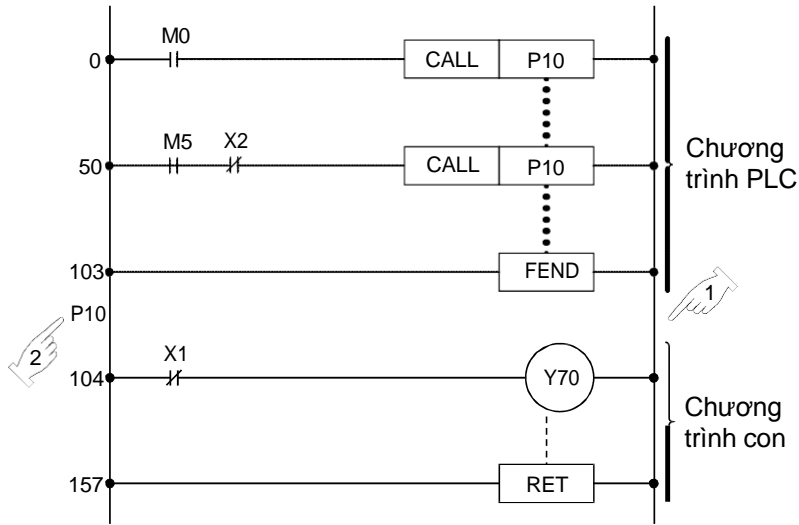 M0
0 CALL P10
M5 X2
50 CALL P10
Chương
trình PLC
103 FEND
1
P10
2
X1
104 Y70
Chương
trình con
157 RET